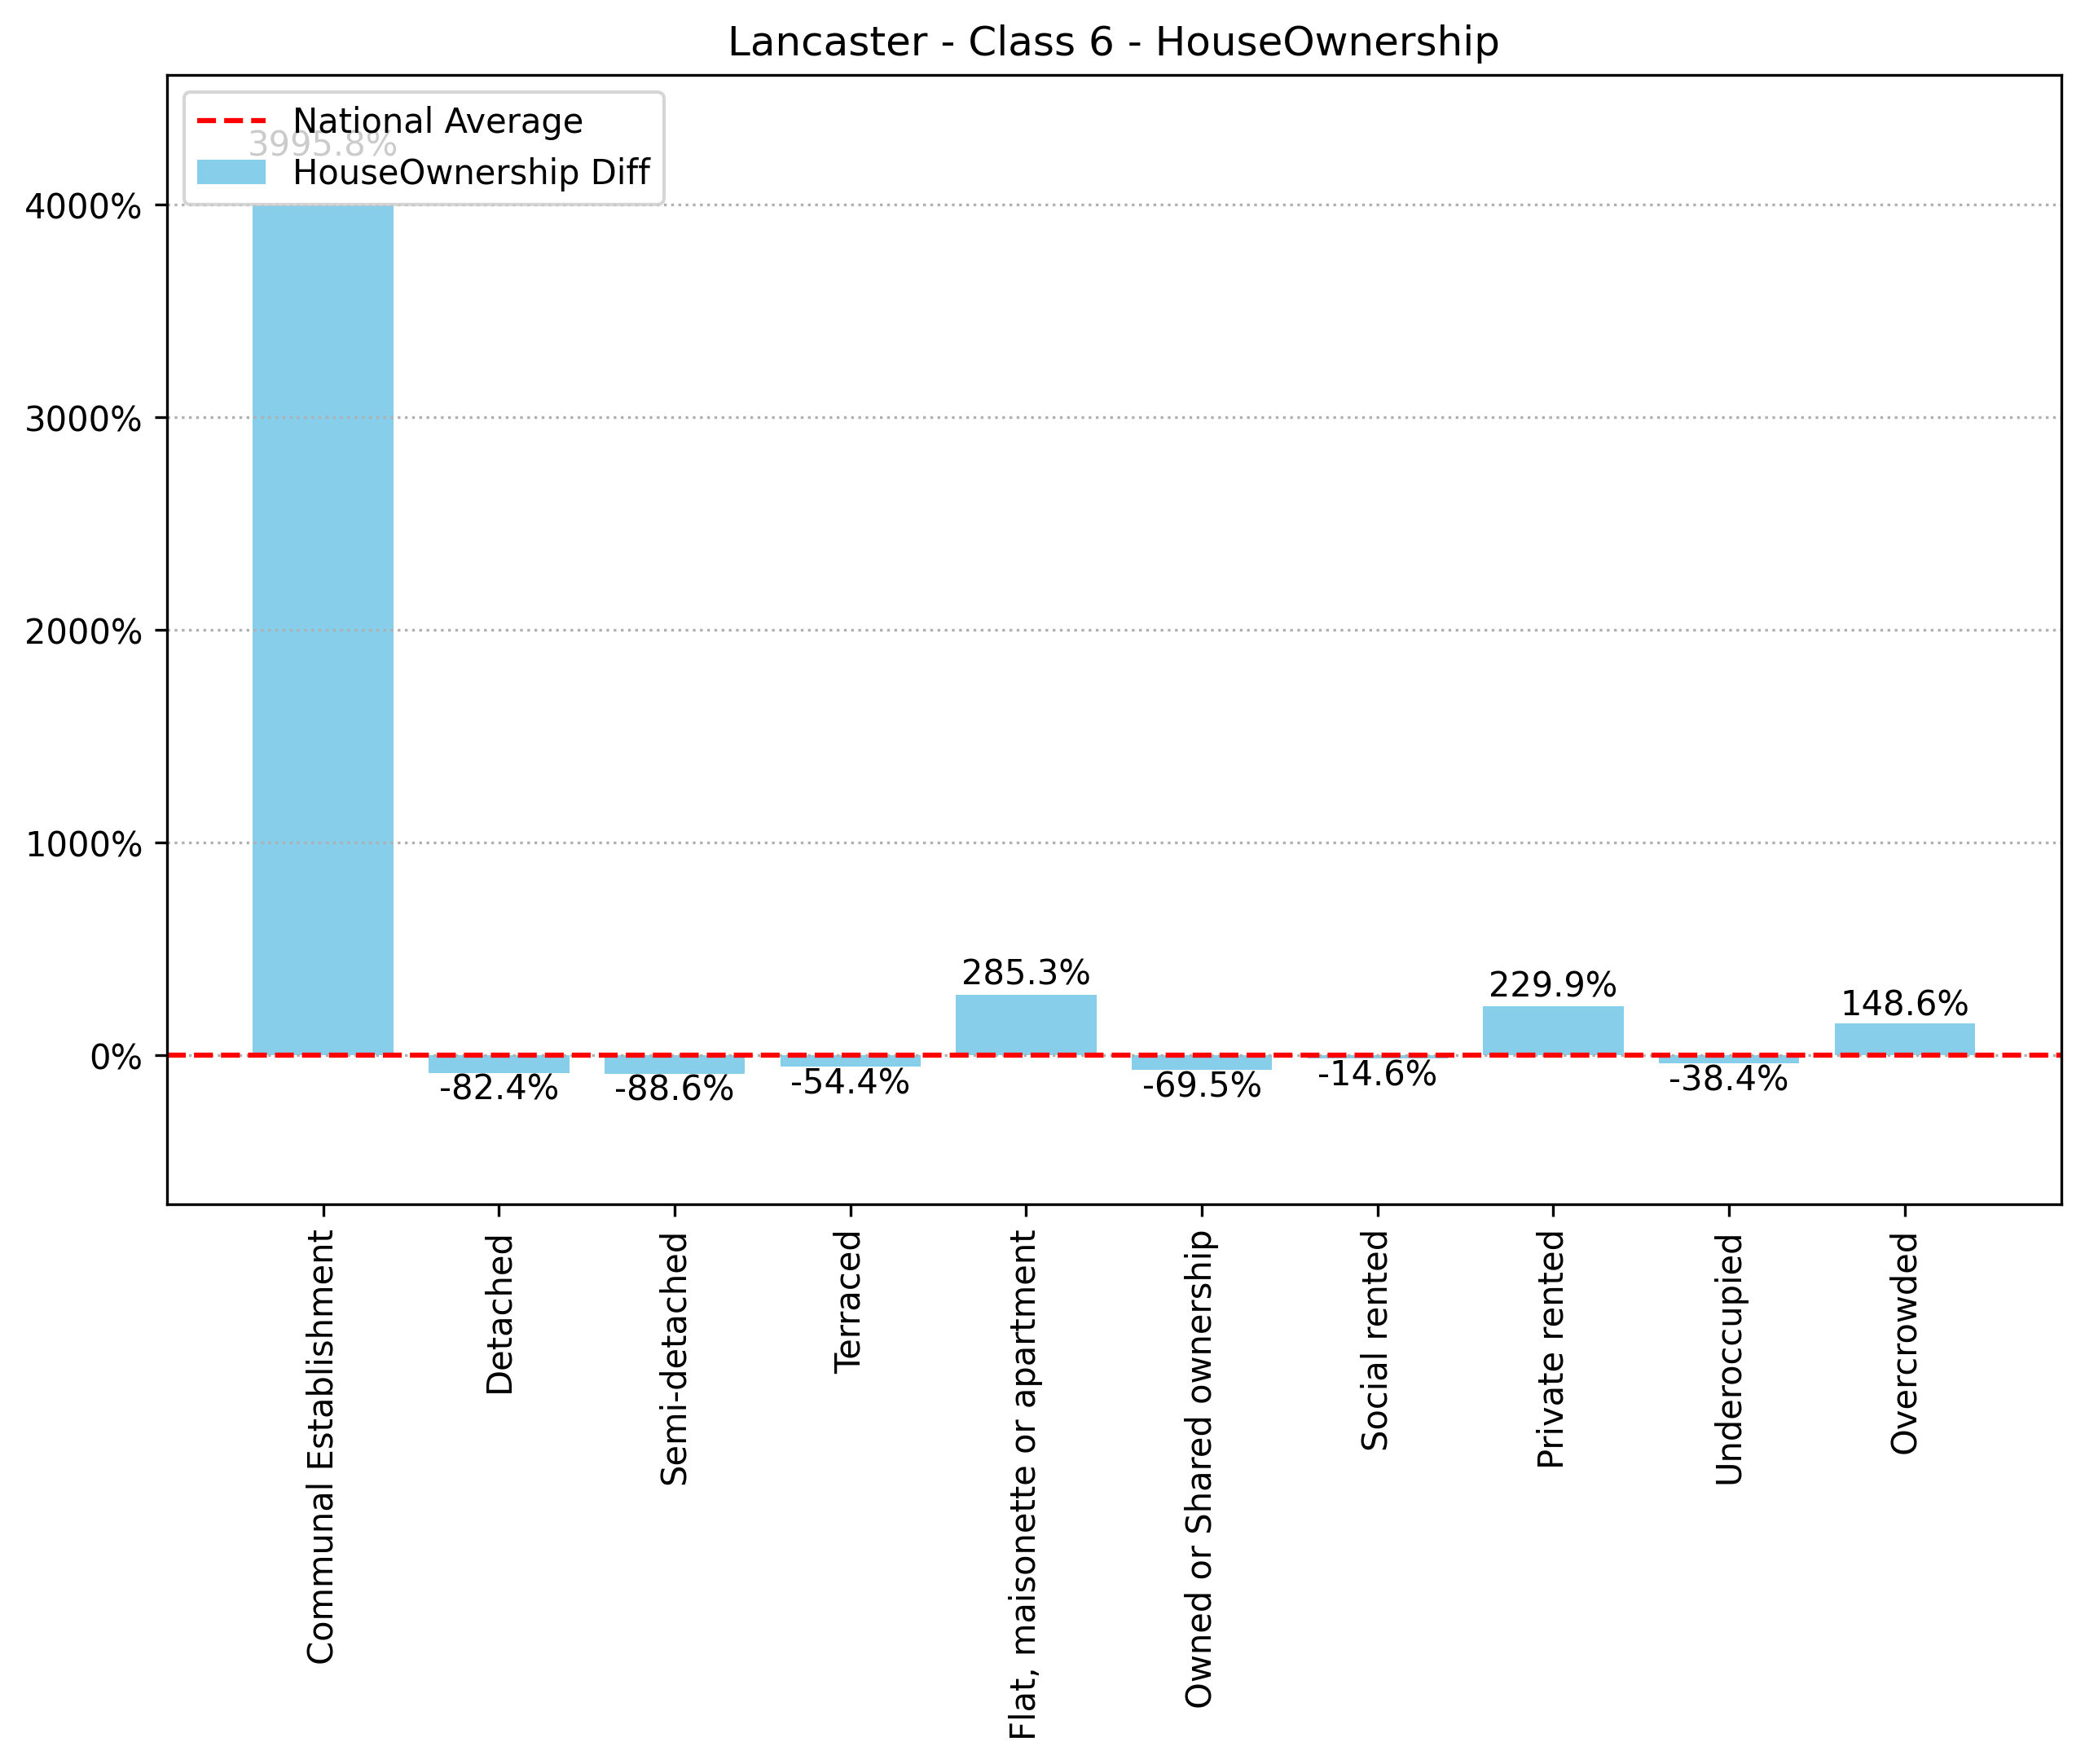 Lancaster - Class 6 - HouseOwnership
National Average
3995.8%
HouseOwnership Diff
4000%
3000%
2000%
1000%
0%
285.3%
229.9%
148.6%
-82.4%
-88.6%
-54.4%
-69.5%
-14.6%
-38.4%
Communal Establishment
Detached
Semi-detached
Terraced
Flat, maisonette or apartment
Owned or Shared ownership
Social rented
Private rented
Underoccupied
Overcrowded